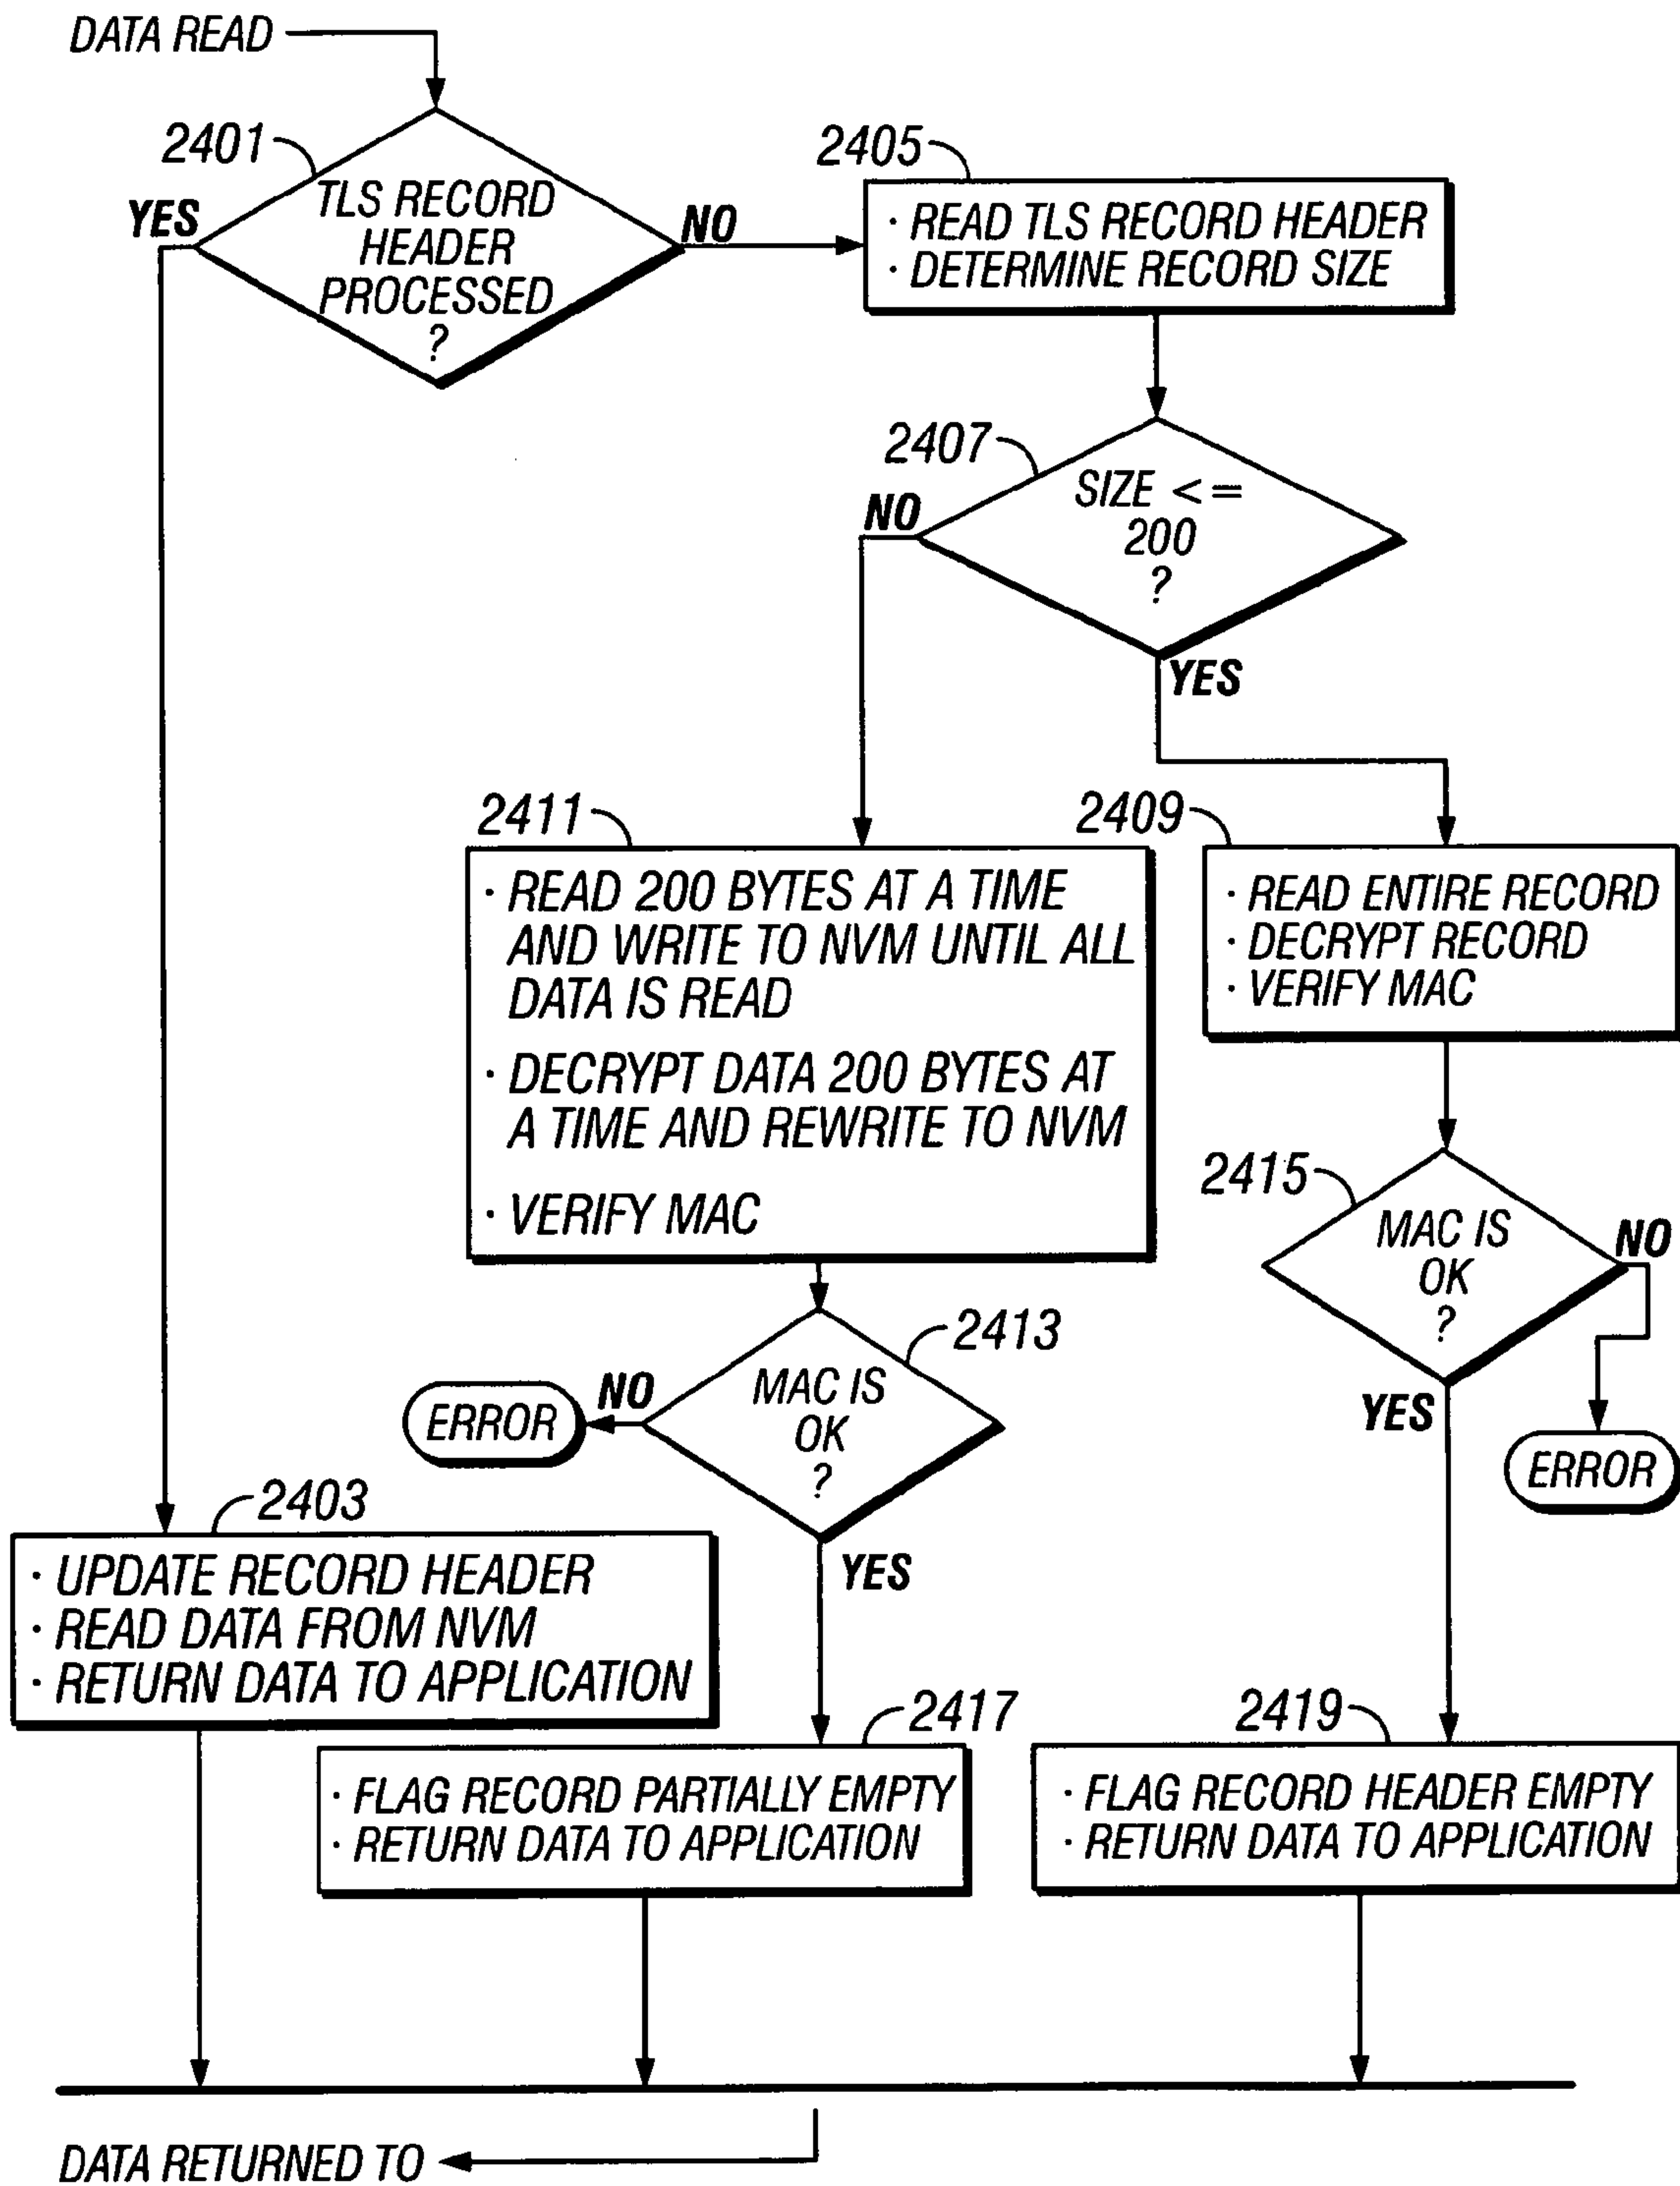 DATA READ
2401
TLS RECORD
HEADER
PROCESSED
?
YES
NO
2405
· READ TLS RECORD HEADER
· DETERMINE RECORD SIZE
2407
SIZE <=
200
?
NO
YES
2411
· READ 200 BYTES AT A TIME
AND WRITE TO NVM UNTIL ALL
DATA IS READ
· DECRYPT DATA 200 BYTES AT
A TIME AND REWRITE TO NVM
· VERIFY MAC
2409
· READ ENTIRE RECORD
· DECRYPT RECORD
· VERIFY MAC
2415
MAC IS
OK
?
NO
YES
ERROR
2413
MAC IS
OK
?
NO
ERROR
YES
2403
· UPDATE RECORD HEADER
· READ DATA FROM NVM
· RETURN DATA TO APPLICATION
2417
· FLAG RECORD PARTIALLY EMPTY
· RETURN DATA TO APPLICATION
2419
· FLAG RECORD HEADER EMPTY
· RETURN DATA TO APPLICATION
DATA RETURNED TO